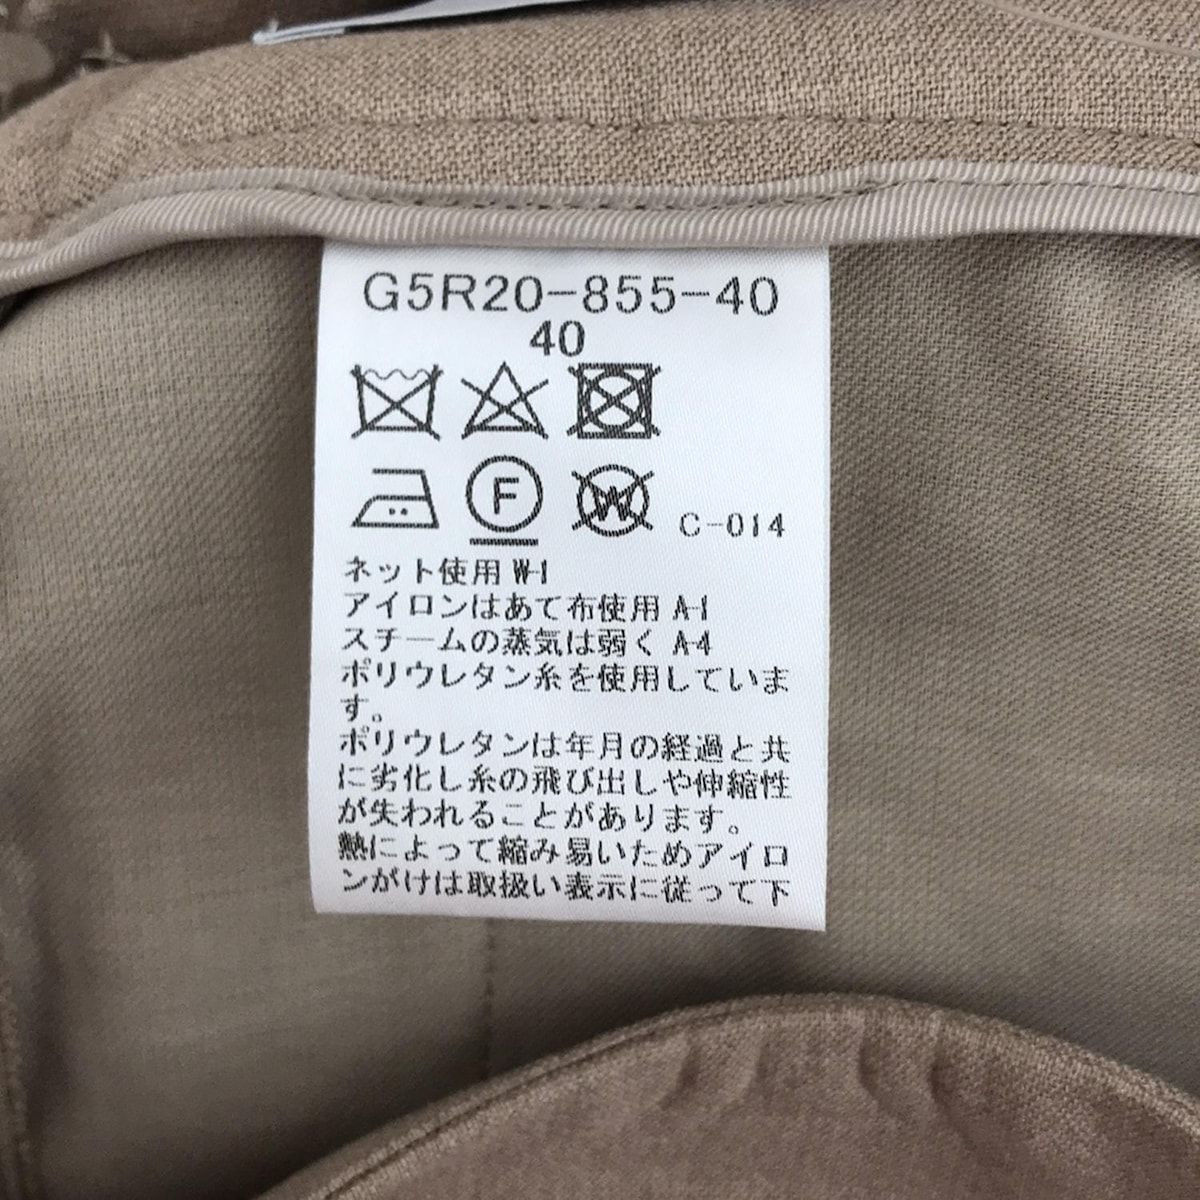 G5R20-855-40
40
F W C-014
ネット使用 W-1
アイロンはあて布使用 A-1
スチームの蒸気は弱く A-4
ポリウレタン糸を使用していま
す。
ポリウレタンは年月の経過と共
に劣化し糸の飛び出しや伸縮性
が失われることがあります。
熱によって縮み易いためアイロ
ンがけは取扱い表示に従って下